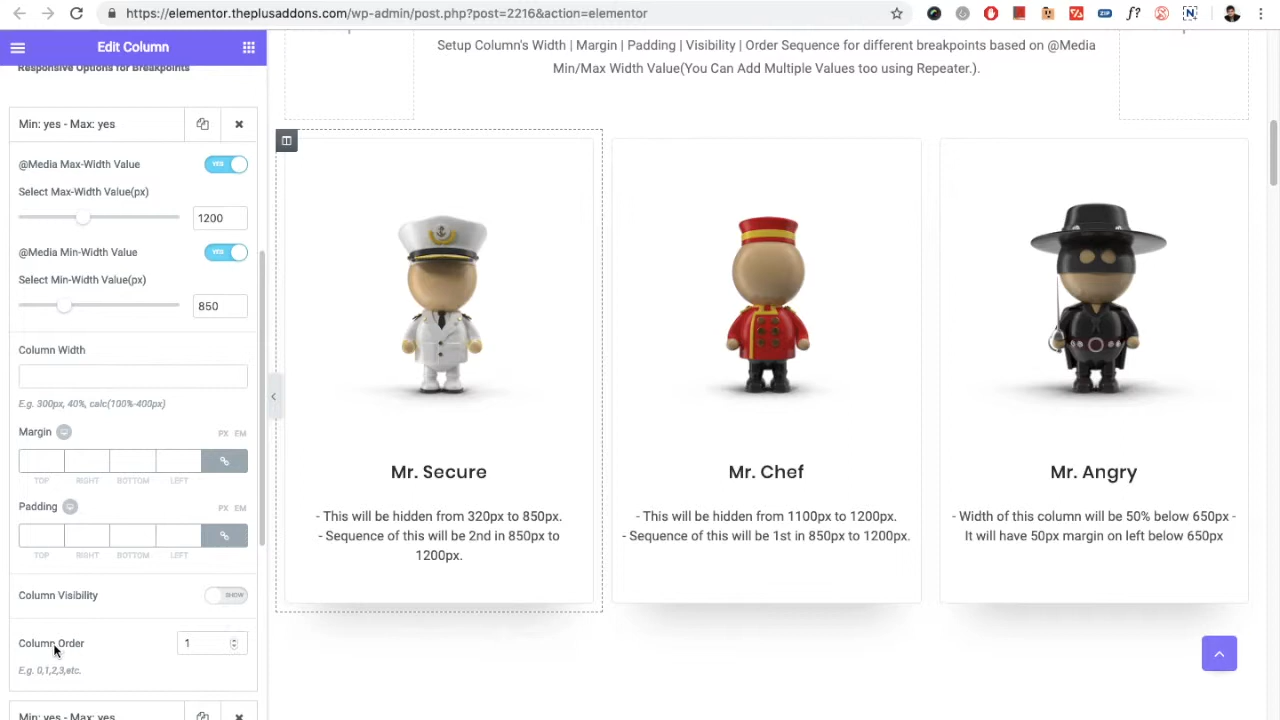 https://elementor.theplusaddons.com/wp-admin/post.php?post=2216&action=elementor
Edit Column
Responsive Options for Breakpoints
Min: yes - Max: yes
@Media Max-Width Value
YES
Select Max-Width Value(px)
1200
@Media Min-Width Value
YES
Select Min-Width Value(px)
850
Column Width
E.g. 300px, 40%, calc(100%-400px)
Margin
PX EM
TOP RIGHT BOTTOM LEFT
Padding
PX EM
TOP RIGHT BOTTOM LEFT
Column Visibility
SHOW
Column Order
1
E.g. 0,1,2,3,etc.
Min: yes - Max: yes
Setup Column's Width | Margin | Padding | Visibility | Order Sequence for different breakpoints based on @Media
Min/Max Width Value(You Can Add Multiple Values too using Repeater.).
Mr. Secure
- This will be hidden from 320px to 850px.
- Sequence of this will be 2nd in 850px to
1200px.
Mr. Chef
- This will be hidden from 1100px to 1200px.
- Sequence of this will be 1st in 850px to 1200px.
Mr. Angry
- Width of this column will be 50% below 650px -
It will have 50px margin on left below 650px
ZIP
f?
N